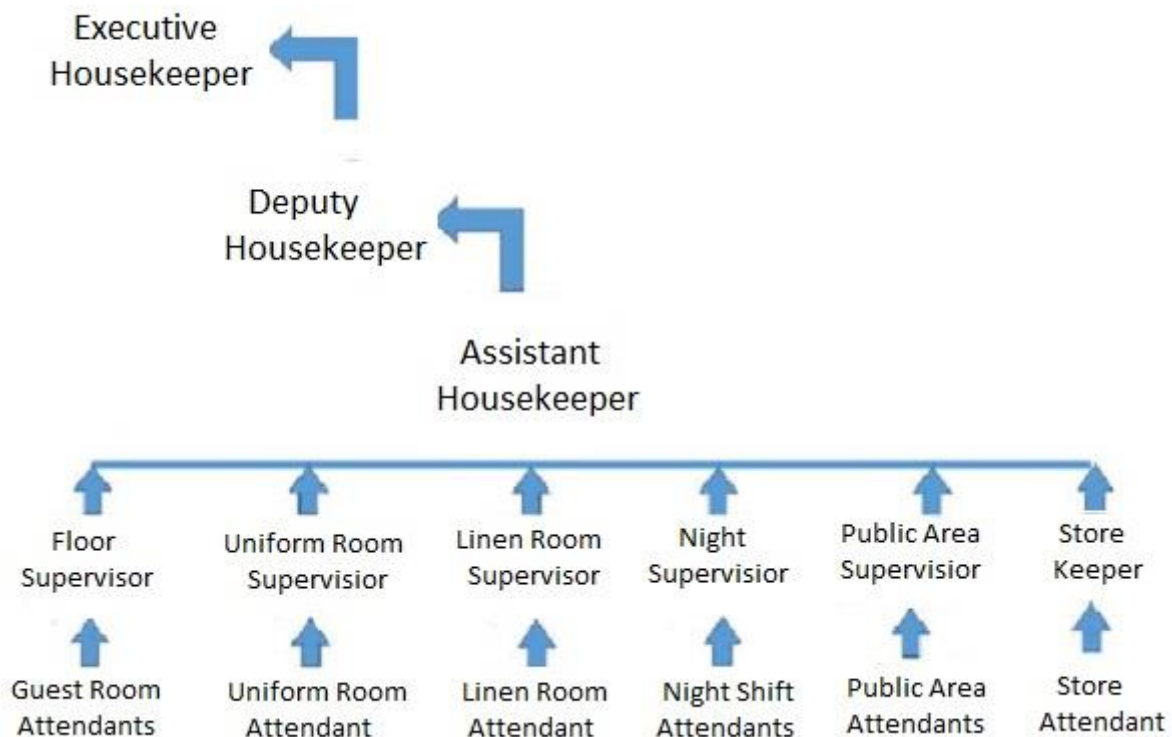 Executive
Housekeeper
Deputy
Housekeeper
Assistant
Housekeeper
Floor
Supervisor
Uniform Room
Supervisior
Linen Room
Supervisor
Night
Supervisior
Public Area
Supervisior
Store
Keeper
Guest Room
Attendants
Uniform Room
Attendant
Linen Room
Attendant
Night Shift
Attendants
Public Area
Attendants
Store
Attendant